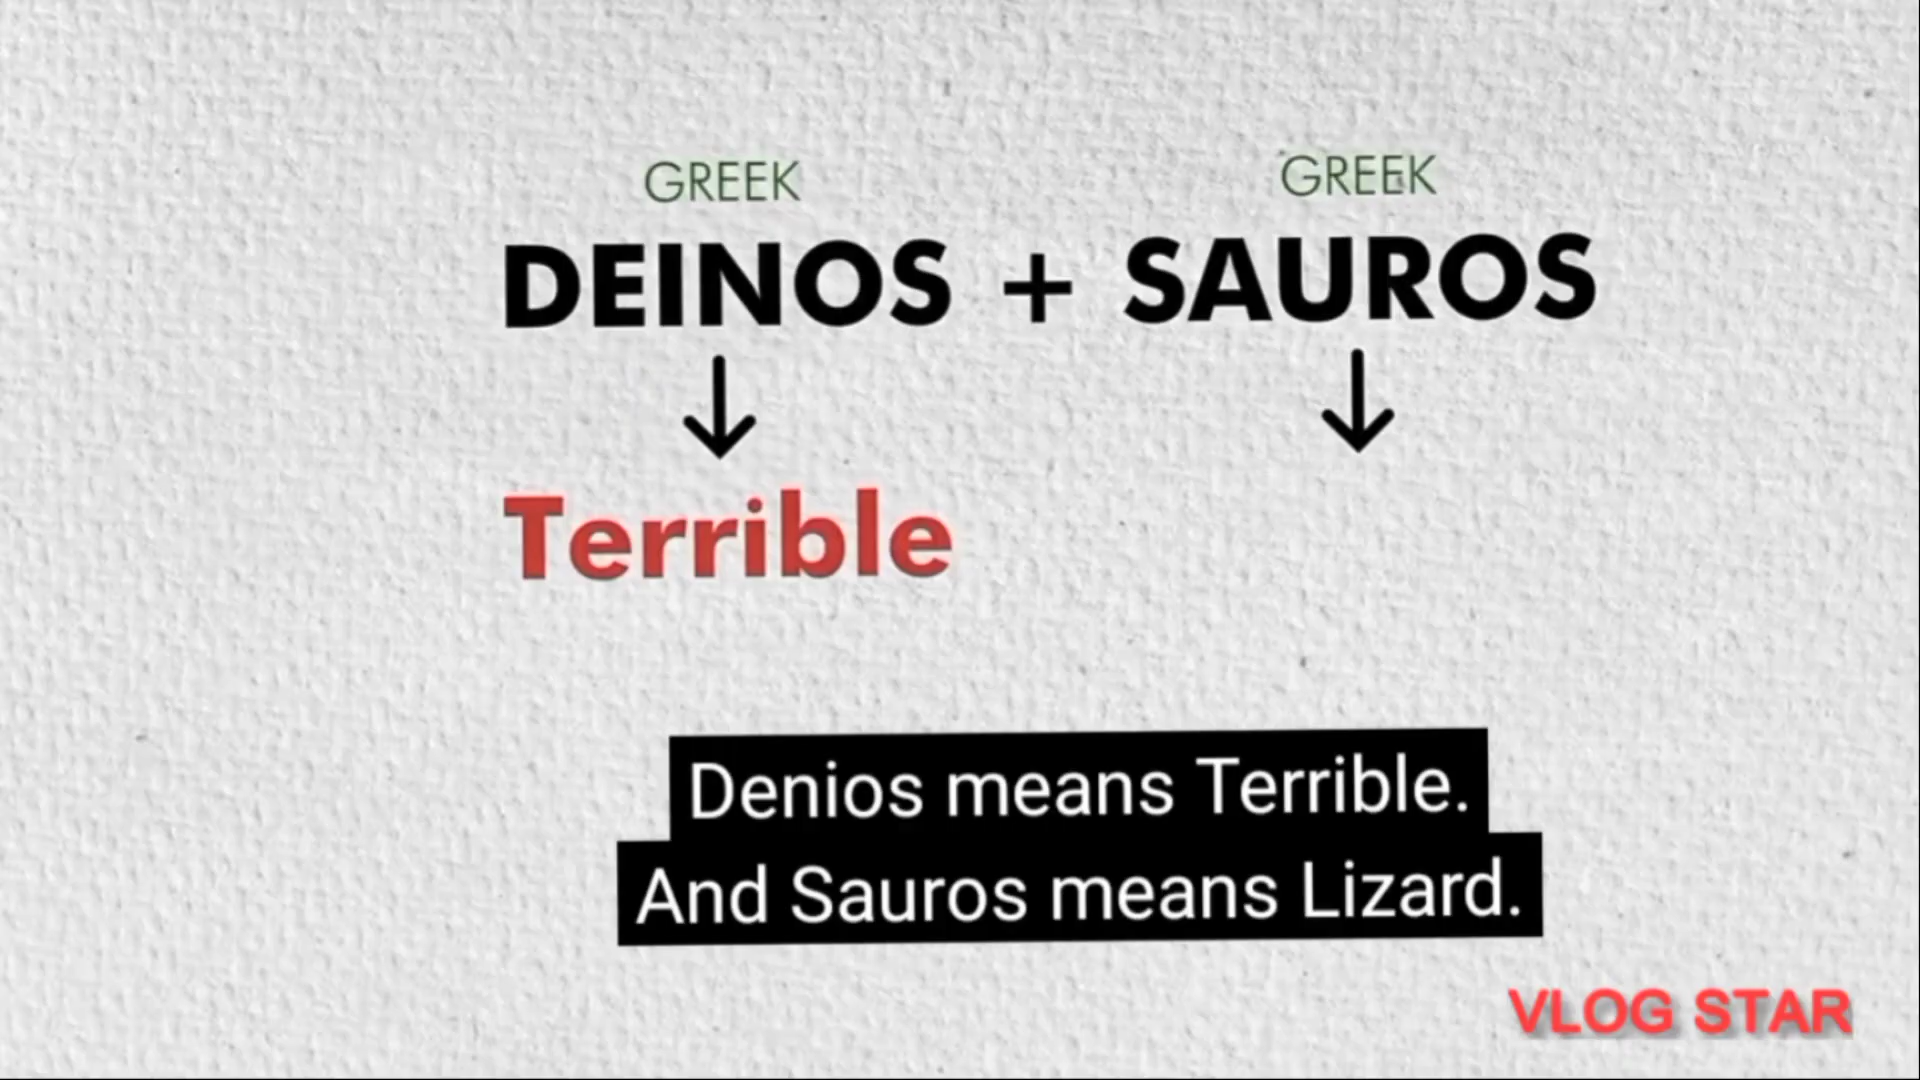 GREEK GREEK
DEINOS + SAUROS
Terrible
Denios means Terrible.
And Sauros means Lizard.
VLOG STAR